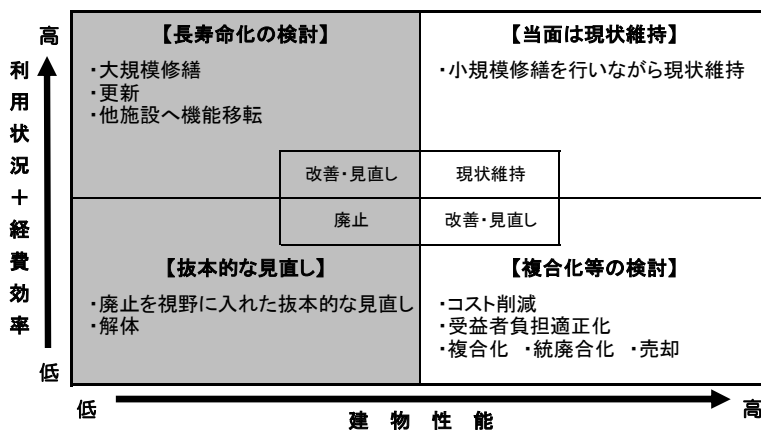 高
利用状況＋経費効率
低
【長寿命化の検討】
・大規模修繕
・更新
・他施設へ機能移転
【当面は現状維持】
・小規模修繕を行いながら現状維持
改善・見直し
現状維持
廃止
改善・見直し
【抜本的な見直し】
・廃止を視野に入れた抜本的な見直し
・解体
【複合化等の検討】
・コスト削減
・受益者負担適正化
・複合化 ・統廃合化 ・売却
低
建物性能
高